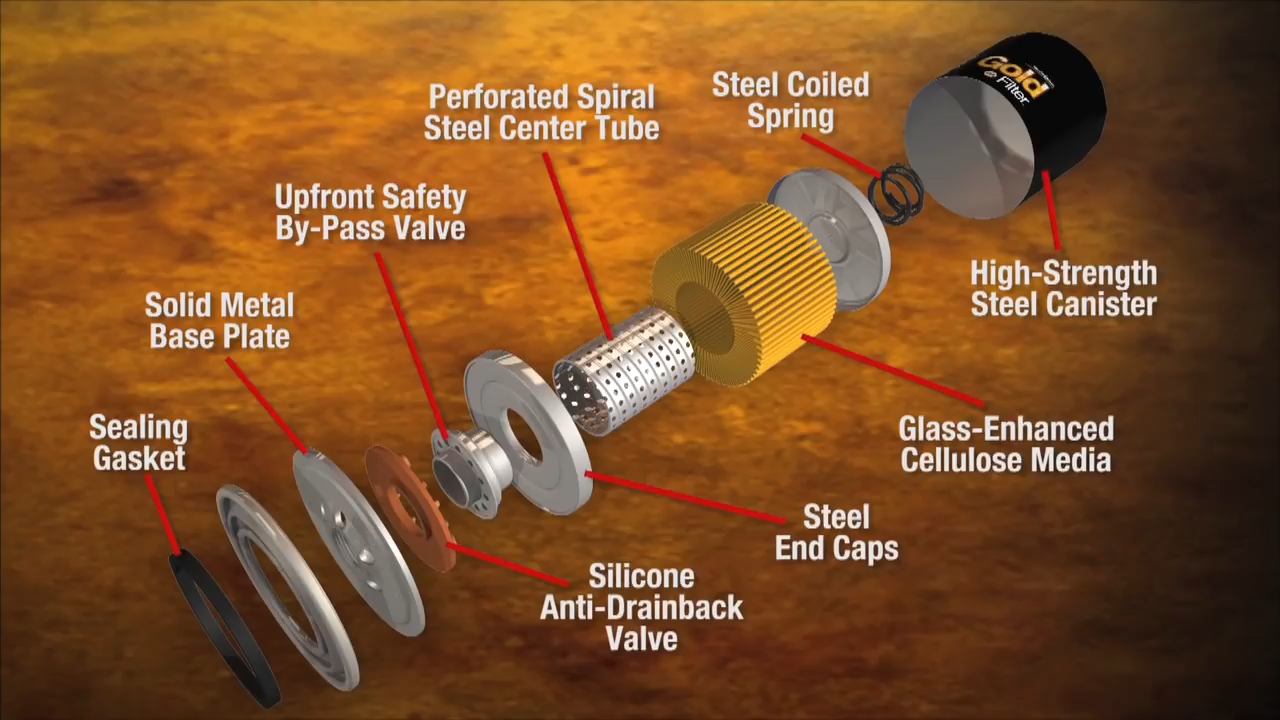 Perforated Spiral
Steel Center Tube
Steel Coiled
Spring
Gold
Filter
Upfront Safety
By-Pass Valve
High-Strength
Steel Canister
Solid Metal
Base Plate
Sealing
Gasket
Glass-Enhanced
Cellulose Media
Steel
End Caps
Silicone
Anti-Drainback
Valve